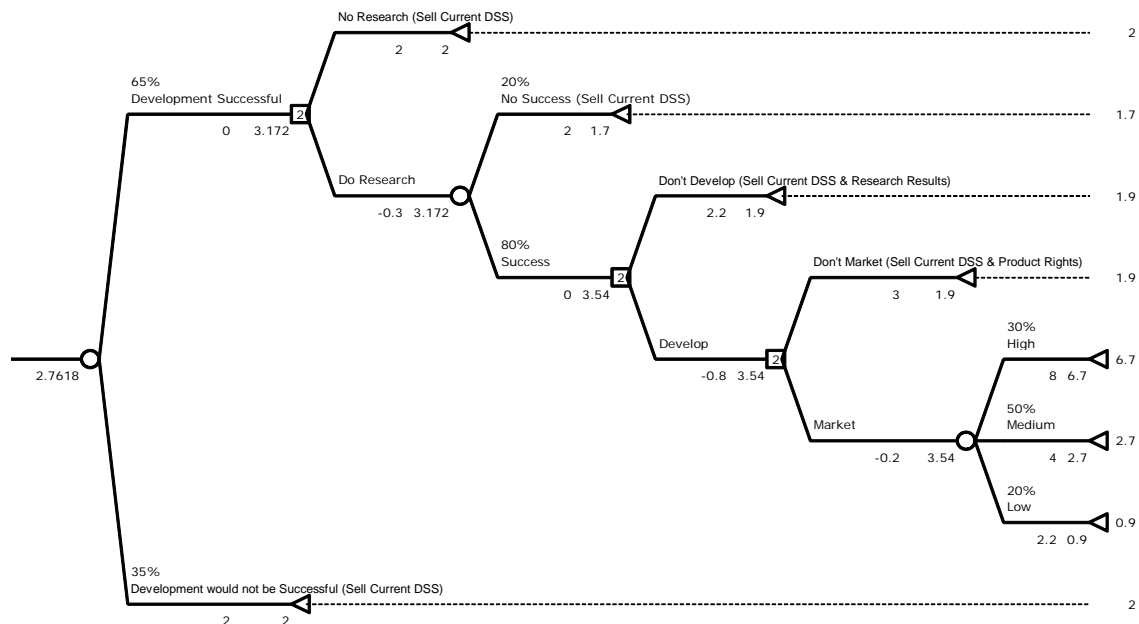 No Research (Sell Current DSS)
2 2 2
65%
Development Successful
0 3.172 2
20%
No Success (Sell Current DSS)
2 1.7 1.7
Do Research
-0.3 3.172
Don't Develop (Sell Current DSS & Research Results)
2.2 1.9 1.9
80%
Success
0 3.54 2
Don't Market (Sell Current DSS & Product Rights)
3 1.9 1.9
2.7618
Develop
-0.8 3.54 2
30%
High
8 6.7 6.7
Market
-0.2 3.54
50%
Medium
4 2.7 2.7
20%
Low
2.2 0.9 0.9
35%
Development would not be Successful (Sell Current DSS)
2 2 2